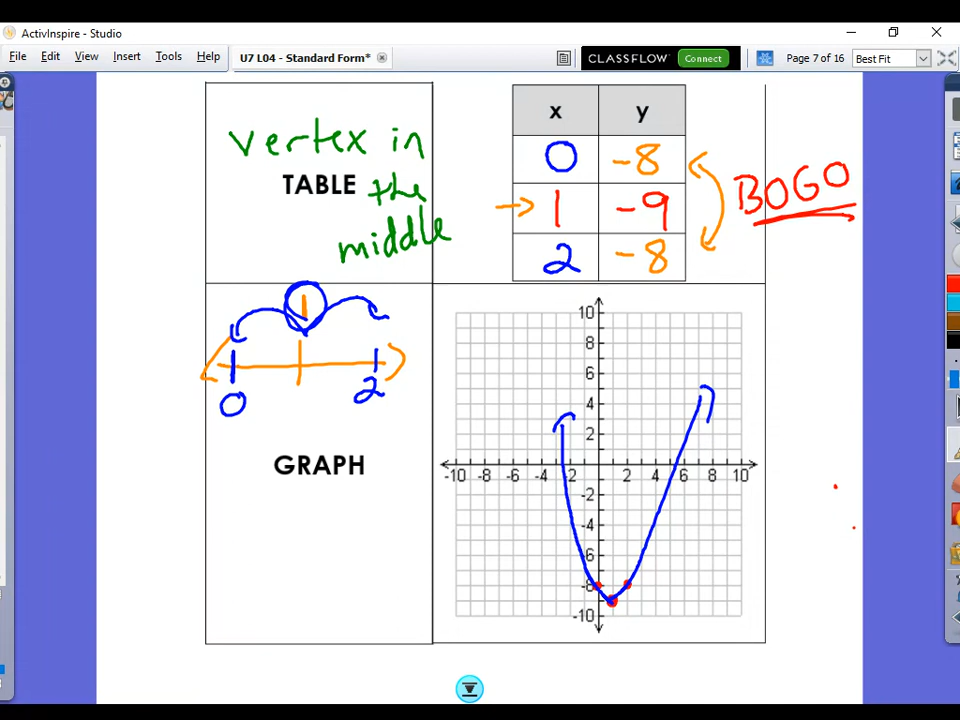 ActivInspire - Studio
File Edit View Insert Tools Help U7 L04 - Standard Form* CLASSFLOW Connect Page 7 of 16 Best Fit
vertex in
TABLE the
middle
x y
0 -8
1 -9
2 -8
BOGO
1
0 2
GRAPH
10
8
6
4
2
-10 -8 -6 -4 -2 2 4 6 8 10
-2
-4
-6
-8
-10